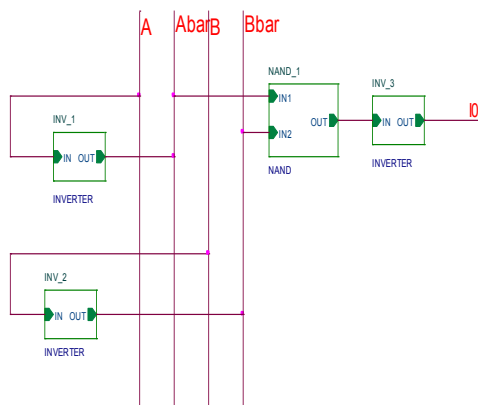 A Abar B Bbar
NAND_1
INV_3
IN1
OUT
IN OUT
I0
IN2
NAND
INVERTER
INV_1
IN OUT
INVERTER
INV_2
IN OUT
INVERTER